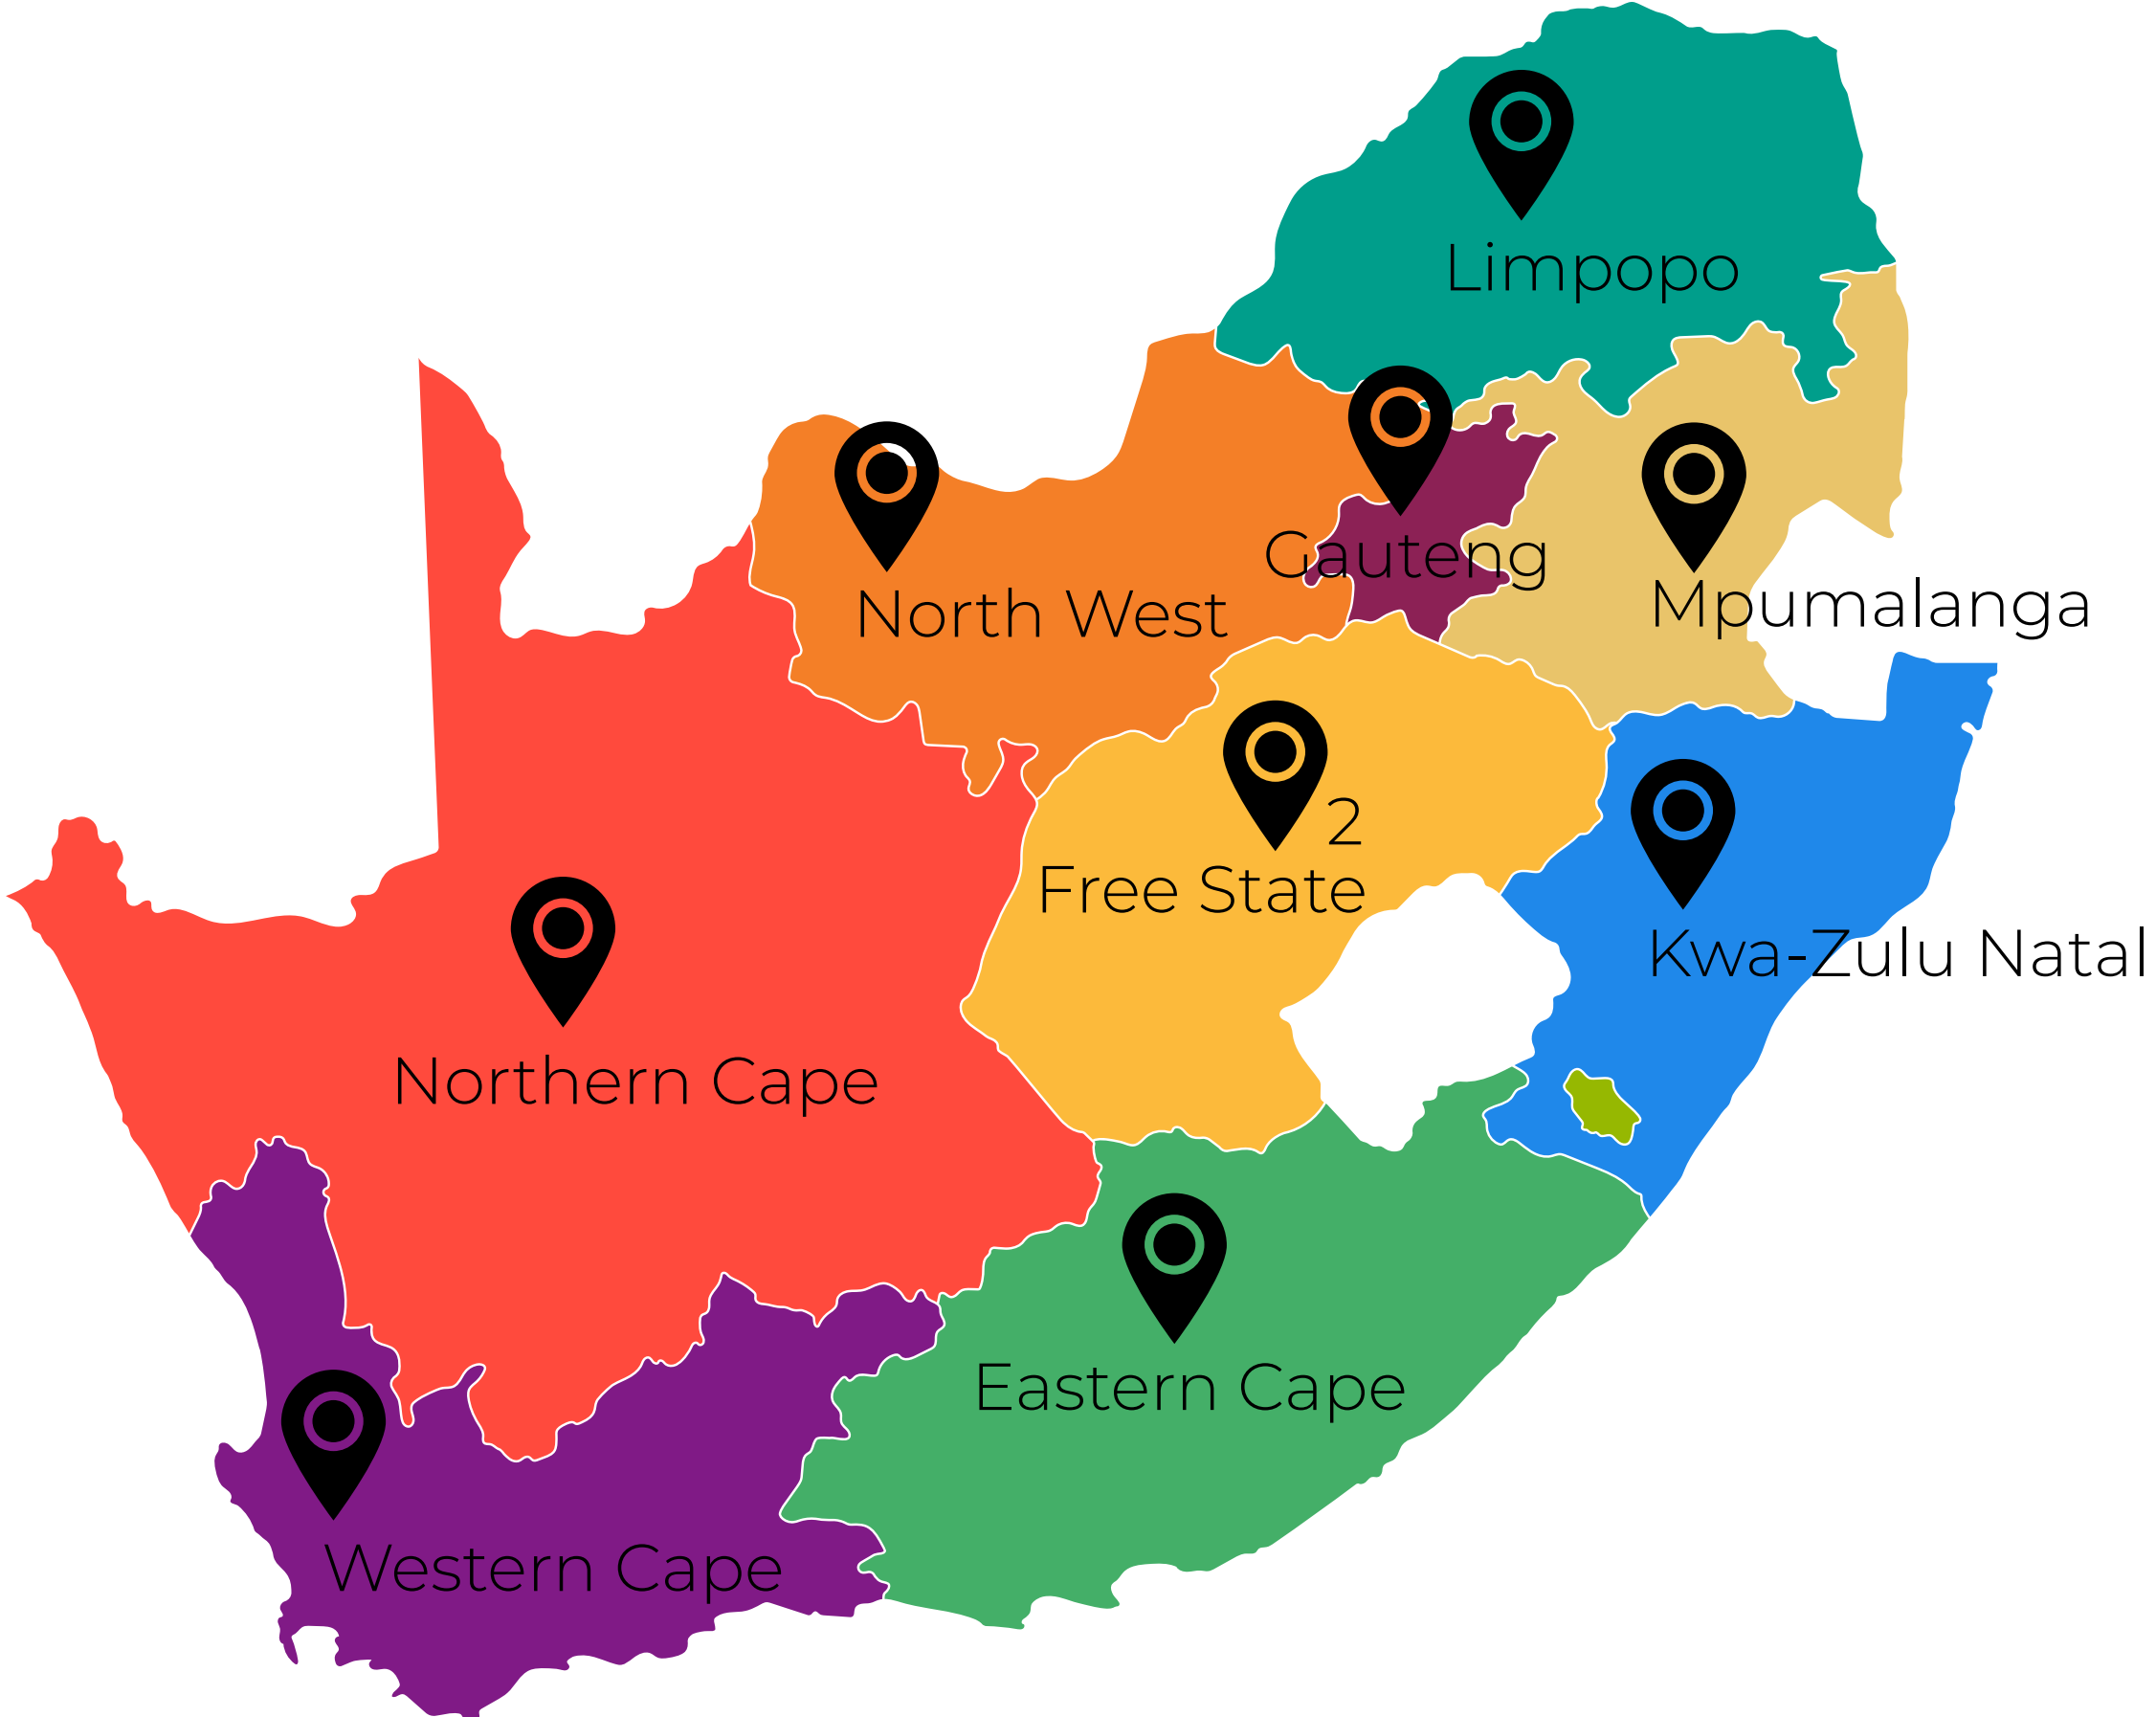 Limpopo
Gauteng
North West
Mpumalanga
2
Free State
Kwa-Zulu Natal
Northern Cape
Eastern Cape
Western Cape